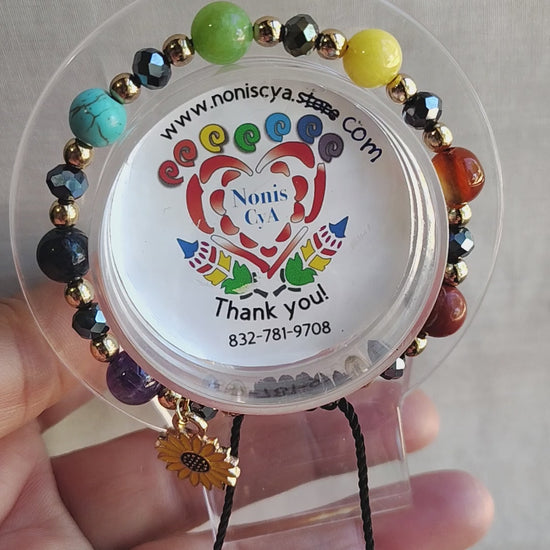 www.noniscya.store com
Nonis
CyA
Thank you!
832-781-9708